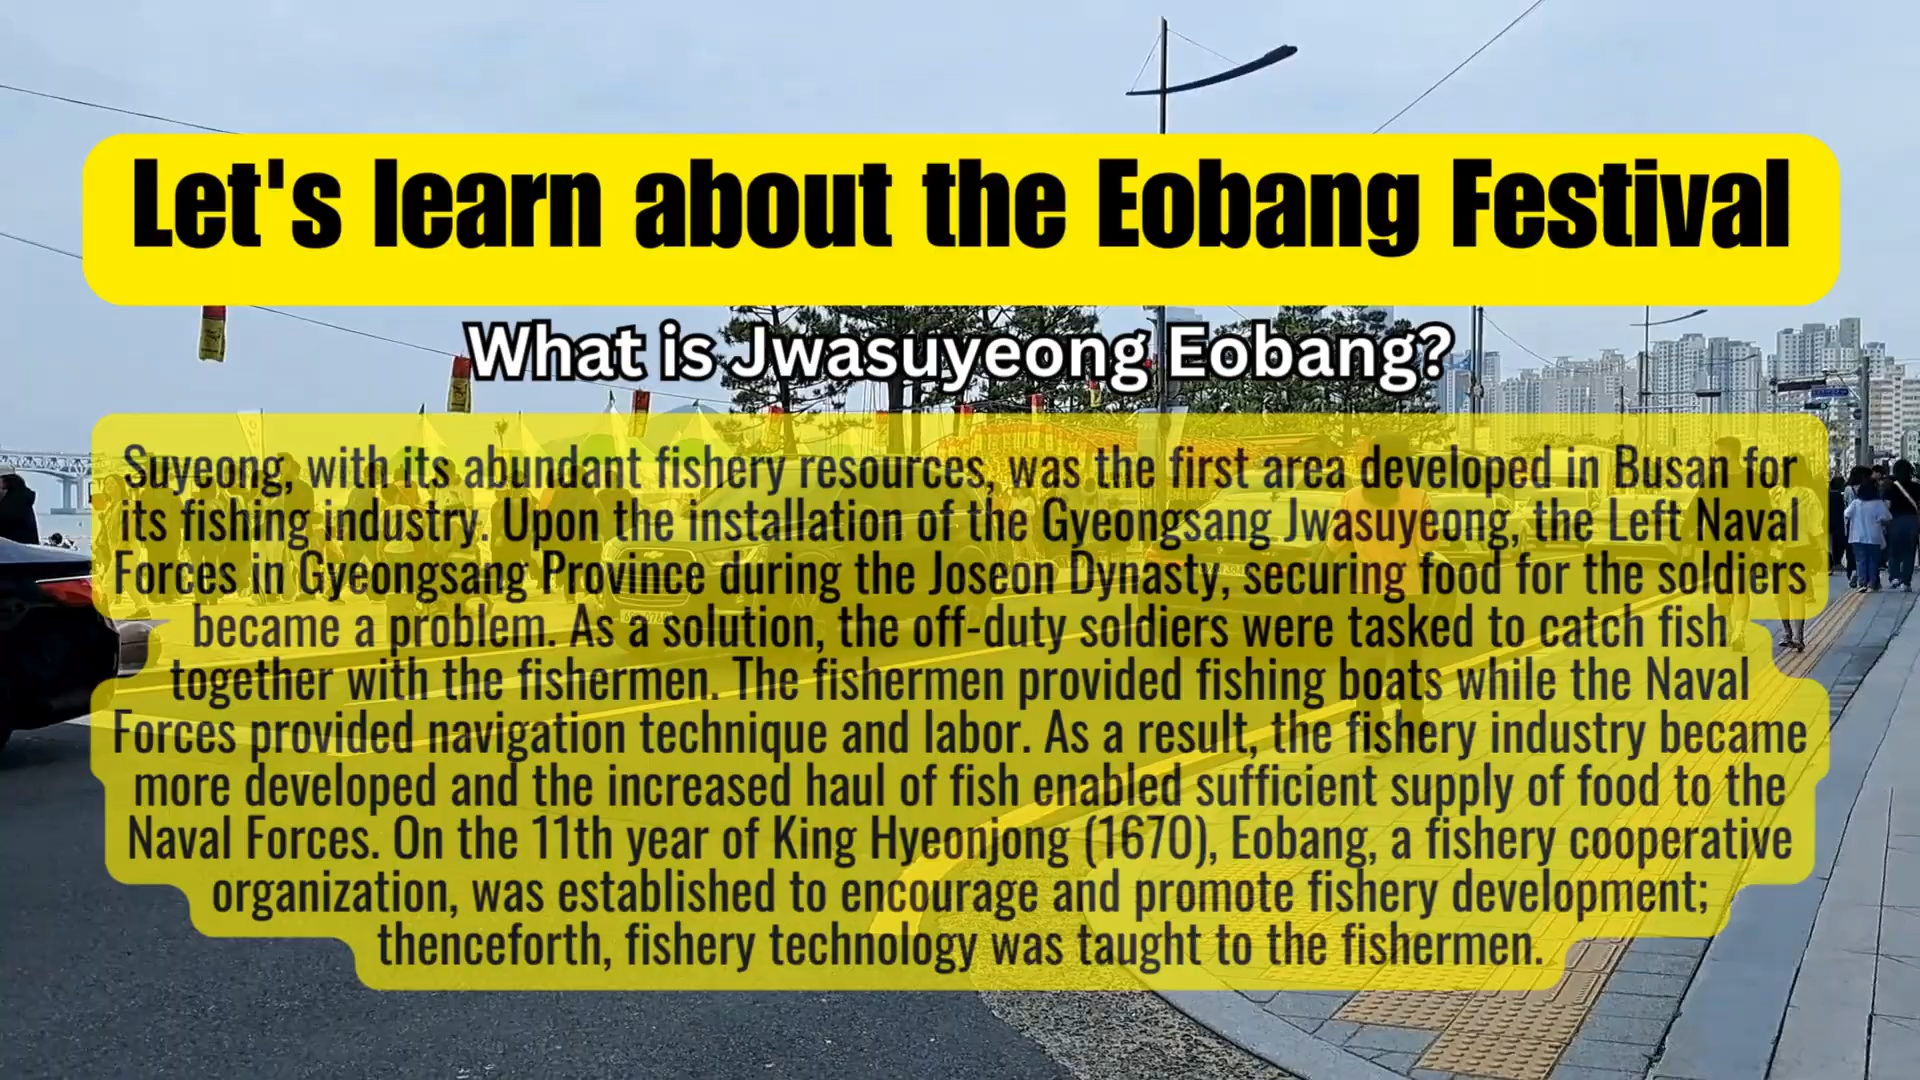 Let's learn about the Eobang Festival
What is Jwasuyeong Eobang?
Suyeong, with its abundant fishery resources, was the first area developed in Busan for
its fishing industry. Upon the installation of the Gyeongsang Jwasuyeong, the Left Naval
Forces in Gyeongsang Province during the Joseon Dynasty, securing food for the soldiers
became a problem. As a solution, the off-duty soldiers were tasked to catch fish
together with the fishermen. The fishermen provided fishing boats while the Naval
Forces provided navigation technique and labor. As a result, the fishery industry became
more developed and the increased haul of fish enabled sufficient supply of food to the
Naval Forces. On the 11th year of King Hyeonjong (1670), Eobang, a fishery cooperative
organization, was established to encourage and promote fishery development;
thenceforth, fishery technology was taught to the fishermen.